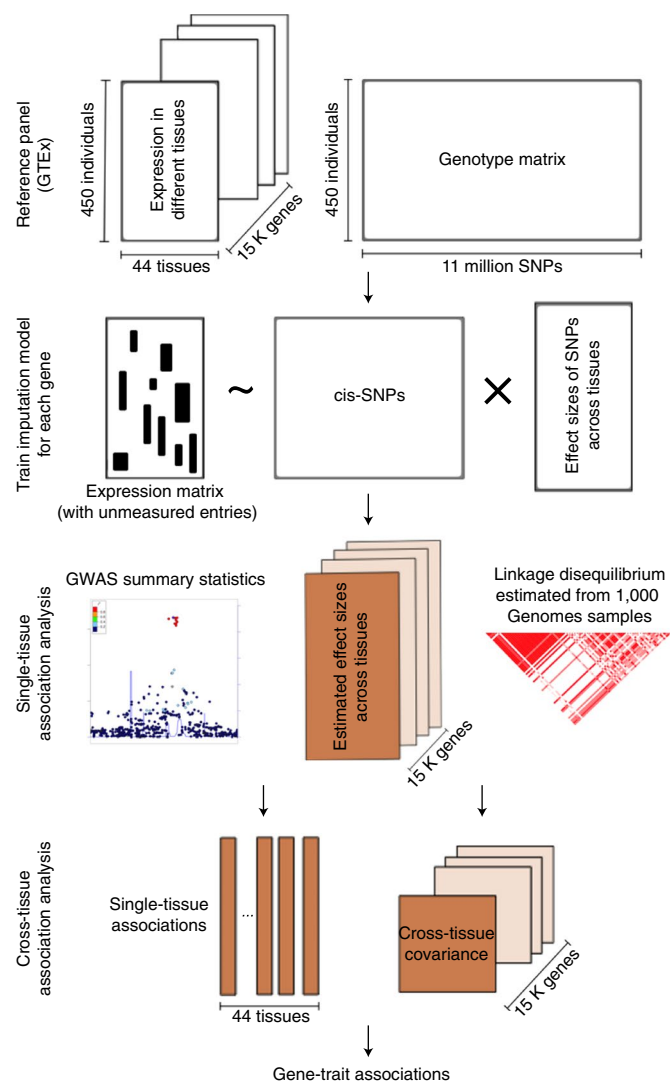 Reference panel
(GTEx)
450 individuals
Expression in
different tissues
15 K genes
44 tissues
450 individuals
Genotype matrix
11 million SNPs
Train imputation model
for each gene
~
cis-SNPs
×
Effect sizes of SNPs
across tissues
Expression matrix
(with unmeasured entries)
Single-tissue
association analysis
GWAS summary statistics
Estimated effect sizes
across tissues
15 K genes
Linkage disequilibrium
estimated from 1,000
Genomes samples
Cross-tissue
association analysis
Single-tissue
associations
...
44 tissues
Cross-tissue
covariance
15 K genes
Gene-trait associations